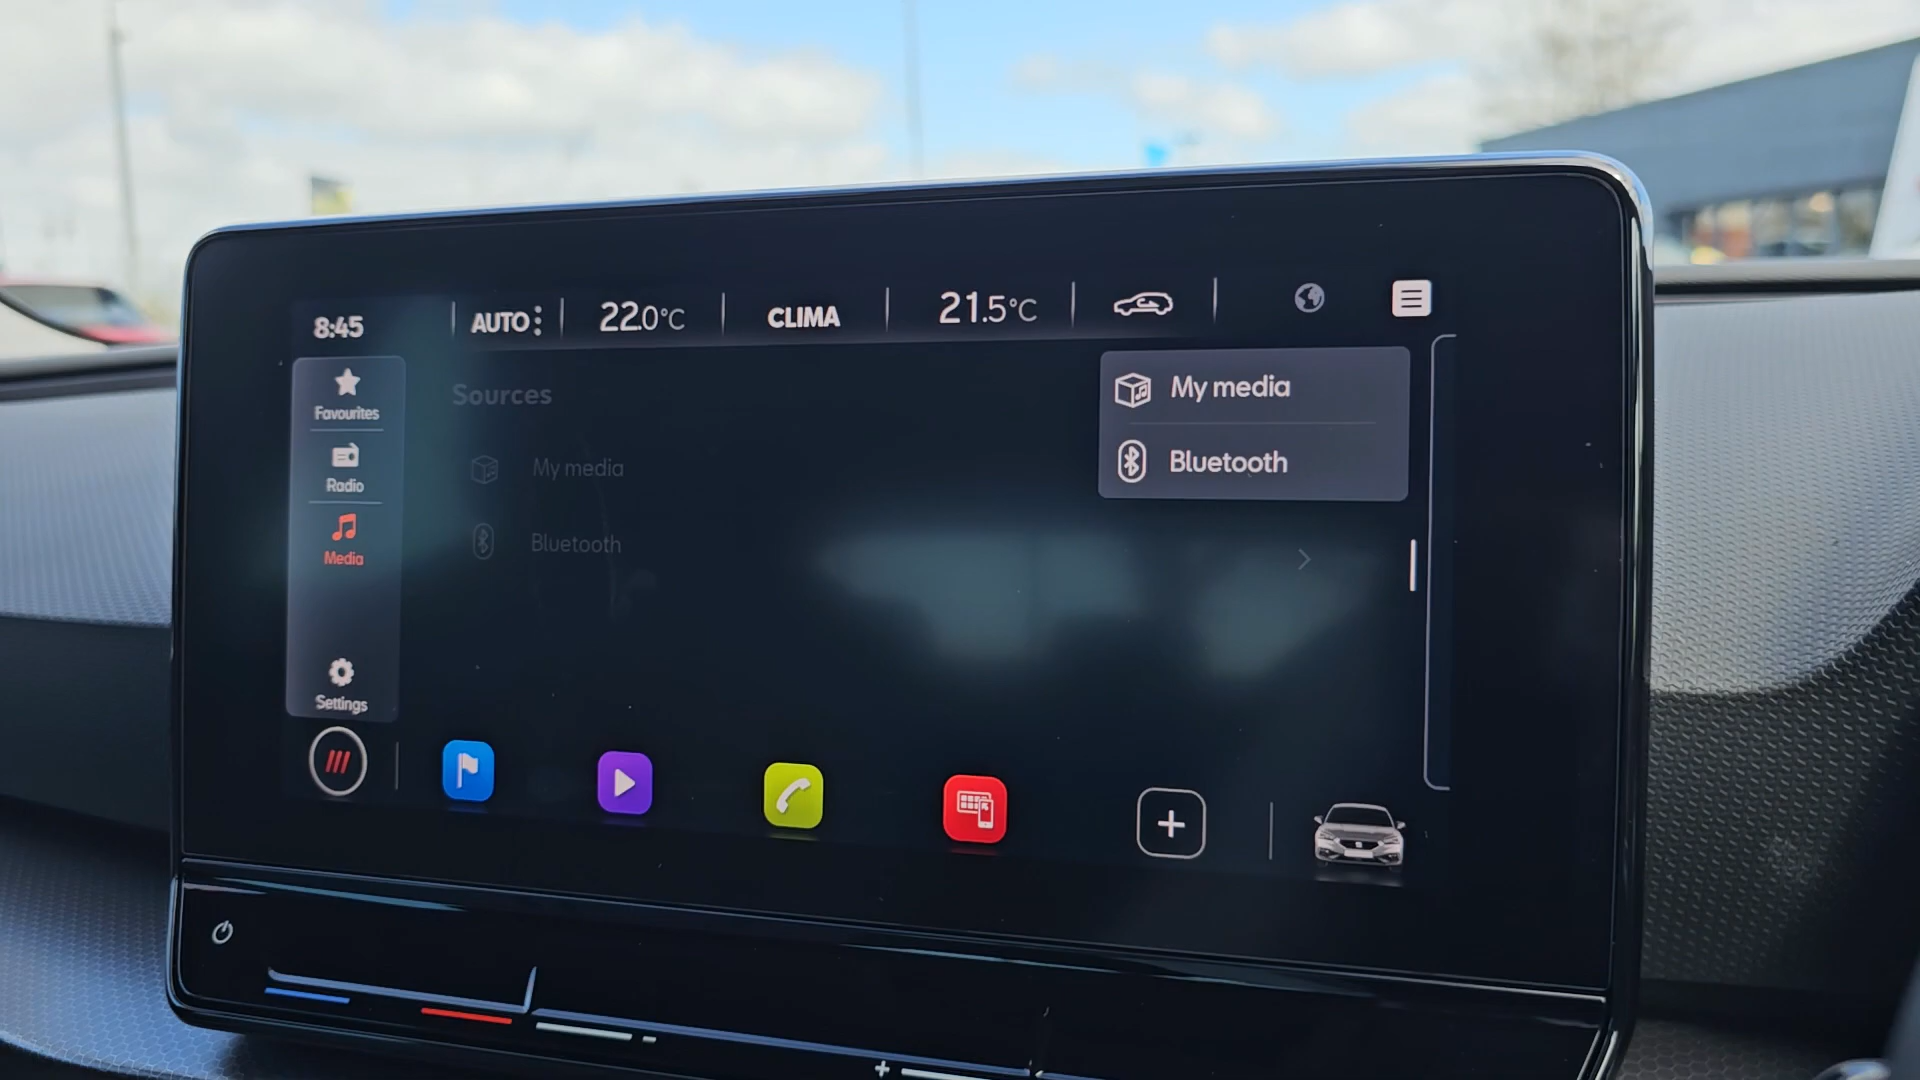 8:45 AUTO 22.0°C CLIMA 21.5°C
Favourites
Radio
Media
Settings
Sources
My media
Bluetooth
My media
Bluetooth